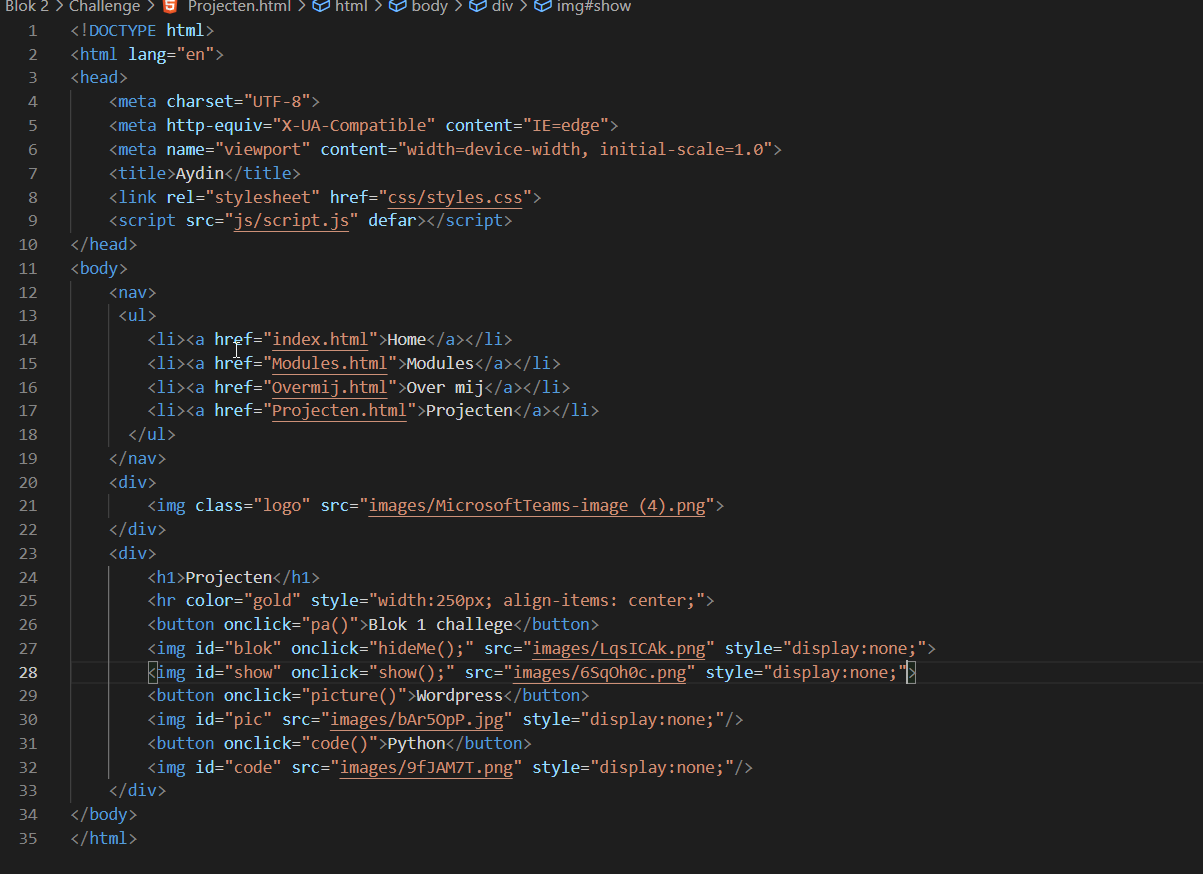 Blok 2 > Challenge > Projecten.html > html > body > div > img#show
1 <!DOCTYPE html>
2 <html lang="en">
3 <head>
4 <meta charset="UTF-8">
5 <meta http-equiv="X-UA-Compatible" content="IE=edge">
6 <meta name="viewport" content="width=device-width, initial-scale=1.0">
7 <title>Aydin</title>
8 <link rel="stylesheet" href="css/styles.css">
9 <script src="js/script.js" defar></script>
10 </head>
11 <body>
12 <nav>
13 <ul>
14 <li><a href="index.html">Home</a></li>
15 <li><a href="Modules.html">Modules</a></li>
16 <li><a href="Overmij.html">Over mij</a></li>
17 <li><a href="Projecten.html">Projecten</a></li>
18 </ul>
19 </nav>
20 <div>
21 <img class="logo" src="images/MicrosoftTeams-image (4).png">
22 </div>
23 <div>
24 <h1>Projecten</h1>
25 <hr color="gold" style="width:250px; align-items: center;">
26 <button onclick="pa()">Blok 1 challege</button>
27 <img id="blok" onclick="hideMe();" src="images/LqsICAk.png" style="display:none;">
28 <img id="show" onclick="show();" src="images/6SqOh0c.png" style="display:none;">
29 <button onclick="picture()">Wordpress</button>
30 <img id="pic" src="images/bAr5OpP.jpg" style="display:none;"/>
31 <button onclick="code()">Python</button>
32 <img id="code" src="images/9fJAM7T.png" style="display:none;"/>
33 </div>
34 </body>
35 </html>